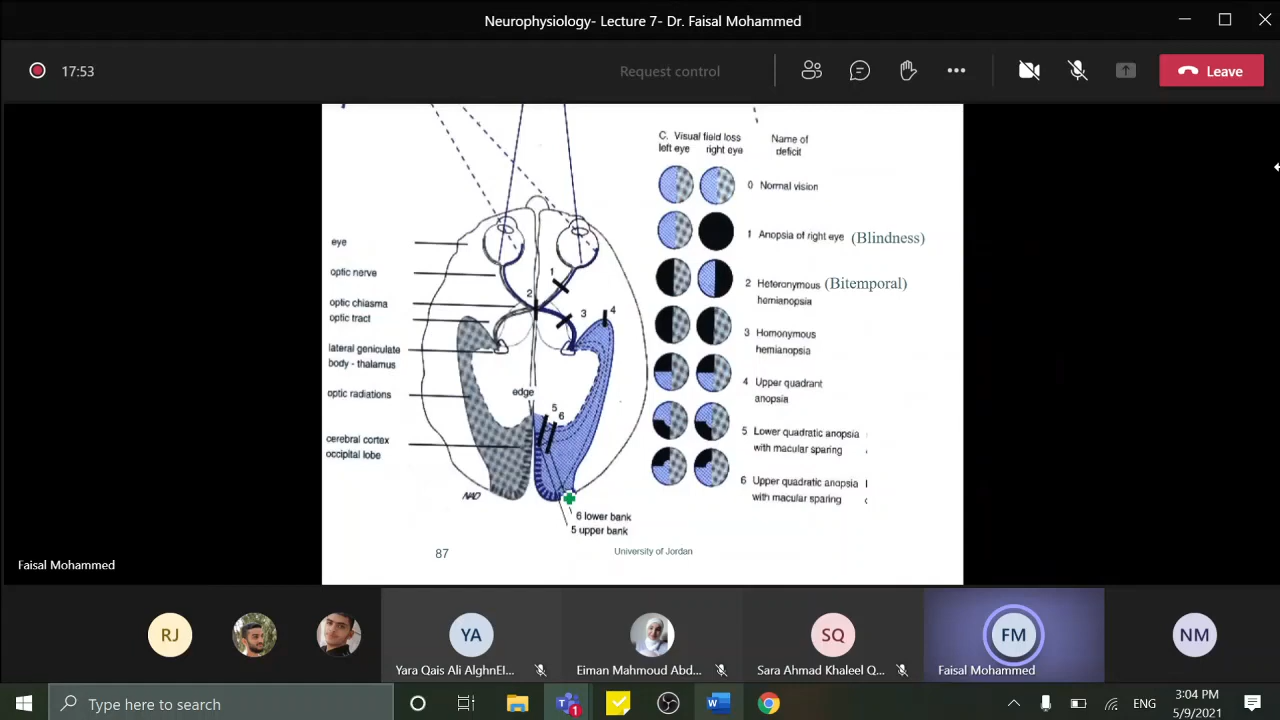 Neurophysiology- Lecture 7- Dr. Faisal Mohammed
17:53
Request control
Leave
C. Visual field loss
left eye right eye
Name of
deficit
0 Normal vision
1 Anopsia of right eye (Blindness)
2 Heteronymous (Bitemporal)
hemianopsia
3 Homonymous
hemianopsia
4 Upper quadrant
anopsia
5 Lower quadratic anopsia
with macular sparing
6 Upper quadratic anopsia
with macular sparing
eye
optic nerve
optic chiasma
optic tract
lateral geniculate
body - thalamus
optic radiations
cerebral cortex
occipital lobe
1
2
3
4
edge
5
6
NAD
6 lower bank
5 upper bank
87
University of Jordan
Faisal Mohammed
RJ
YA
SQ
FM
NM
Yara Qais Ali AlghnEl...
Eiman Mahmoud Abd...
Sara Ahmad Khaleel Q...
Faisal Mohammed
Type here to search
1
ENG
3:04 PM
5/9/2021